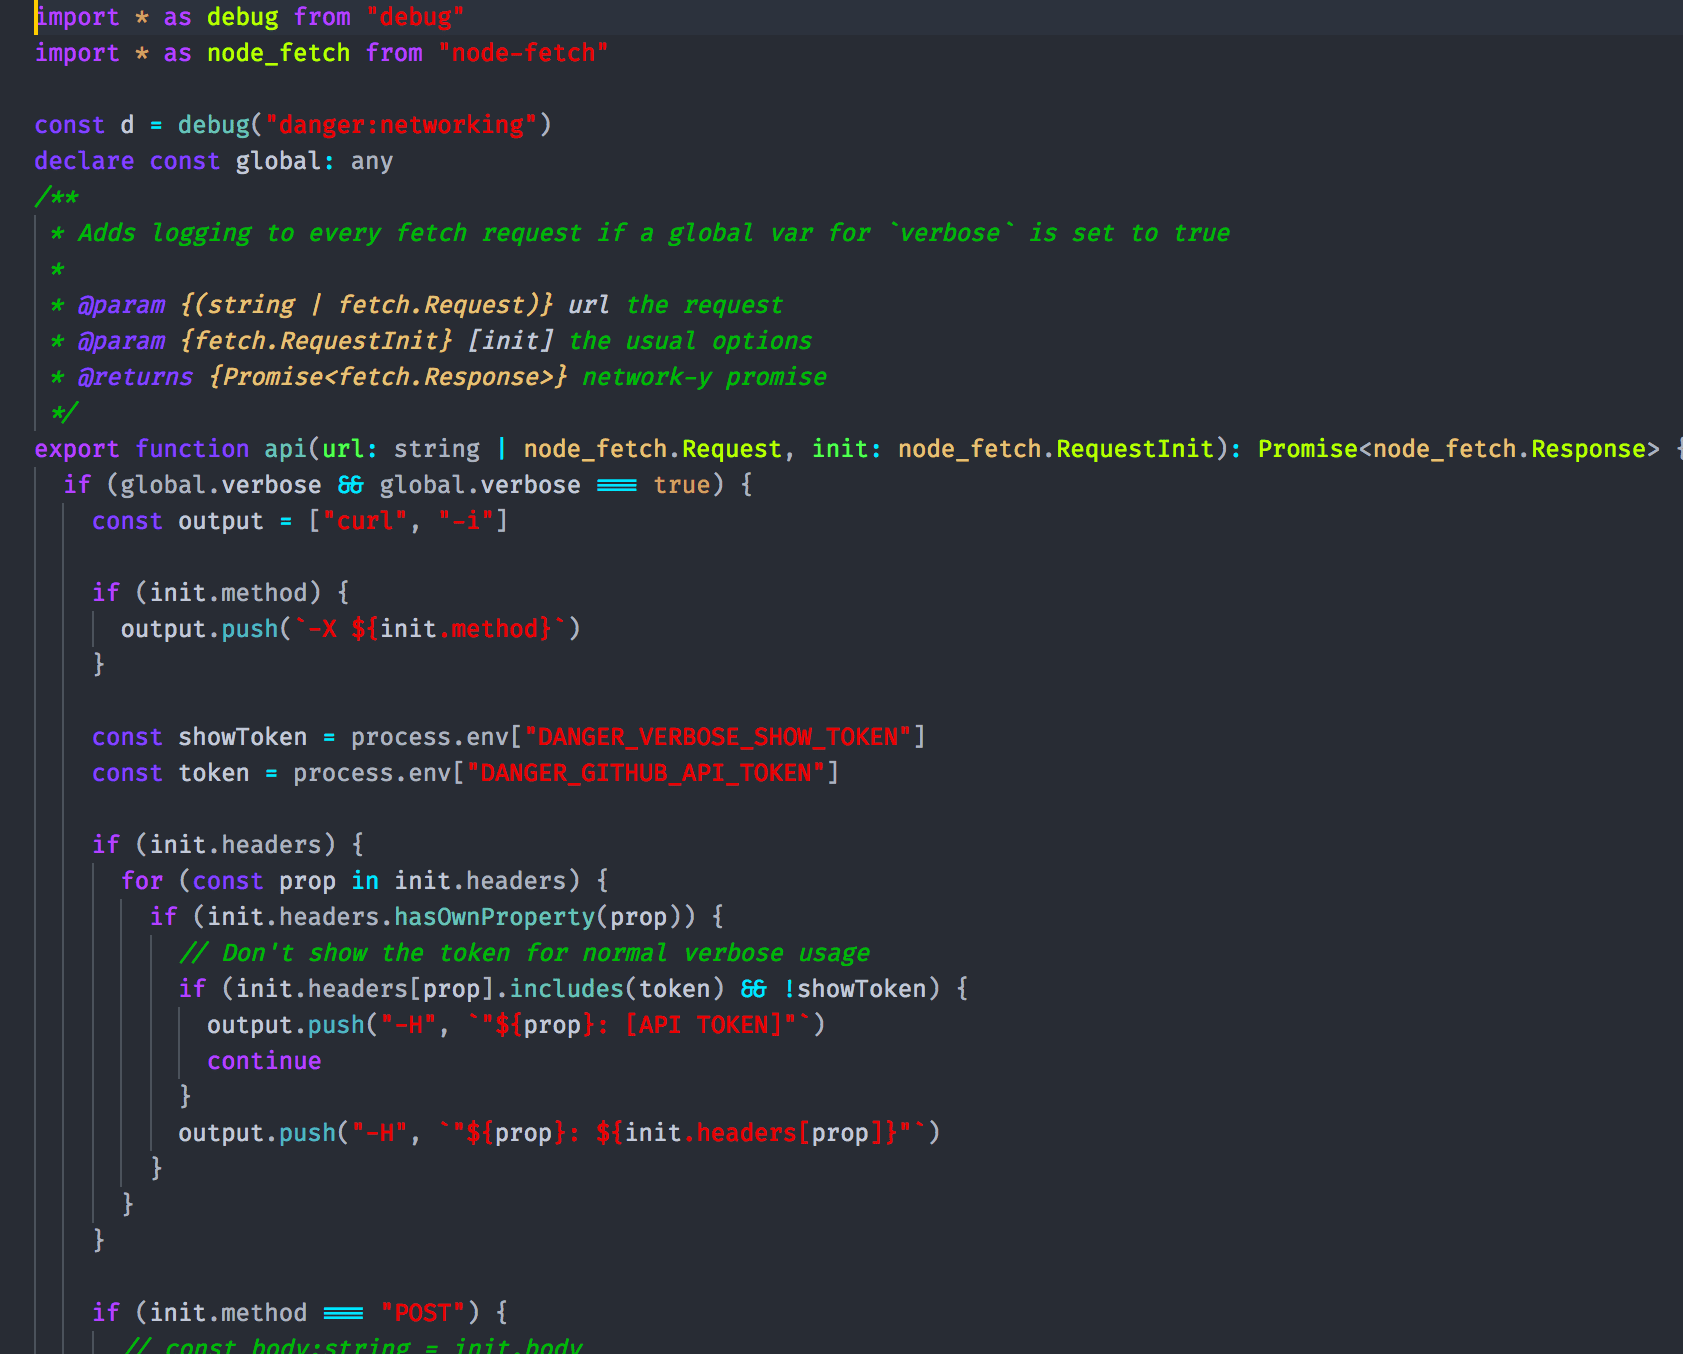 import * as debug from "debug"
import * as node_fetch from "node-fetch"

const d = debug("danger:networking")
declare const global: any
/**
 * Adds logging to every fetch request if a global var for `verbose` is set to true
 *
 * @param {(string | fetch.Request)} url the request
 * @param {fetch.RequestInit} [init] the usual options
 * @returns {Promise<fetch.Response>} network-y promise
 */
export function api(url: string | node_fetch.Request, init: node_fetch.RequestInit): Promise<node_fetch.Response> {
  if (global.verbose && global.verbose === true) {
    const output = ["curl", "-i"]

    if (init.method) {
      output.push(`-X ${init.method}`)
    }

    const showToken = process.env["DANGER_VERBOSE_SHOW_TOKEN"]
    const token = process.env["DANGER_GITHUB_API_TOKEN"]

    if (init.headers) {
      for (const prop in init.headers) {
        if (init.headers.hasOwnProperty(prop)) {
          // Don't show the token for normal verbose usage
          if (init.headers[prop].includes(token) && !showToken) {
            output.push("-H", `"${prop}: [API TOKEN]"`)
            continue
          }
          output.push("-H", `"${prop}: ${init.headers[prop]}"`)
        }
      }
    }

    if (init.method === "POST") {
      // const body:string = init.body